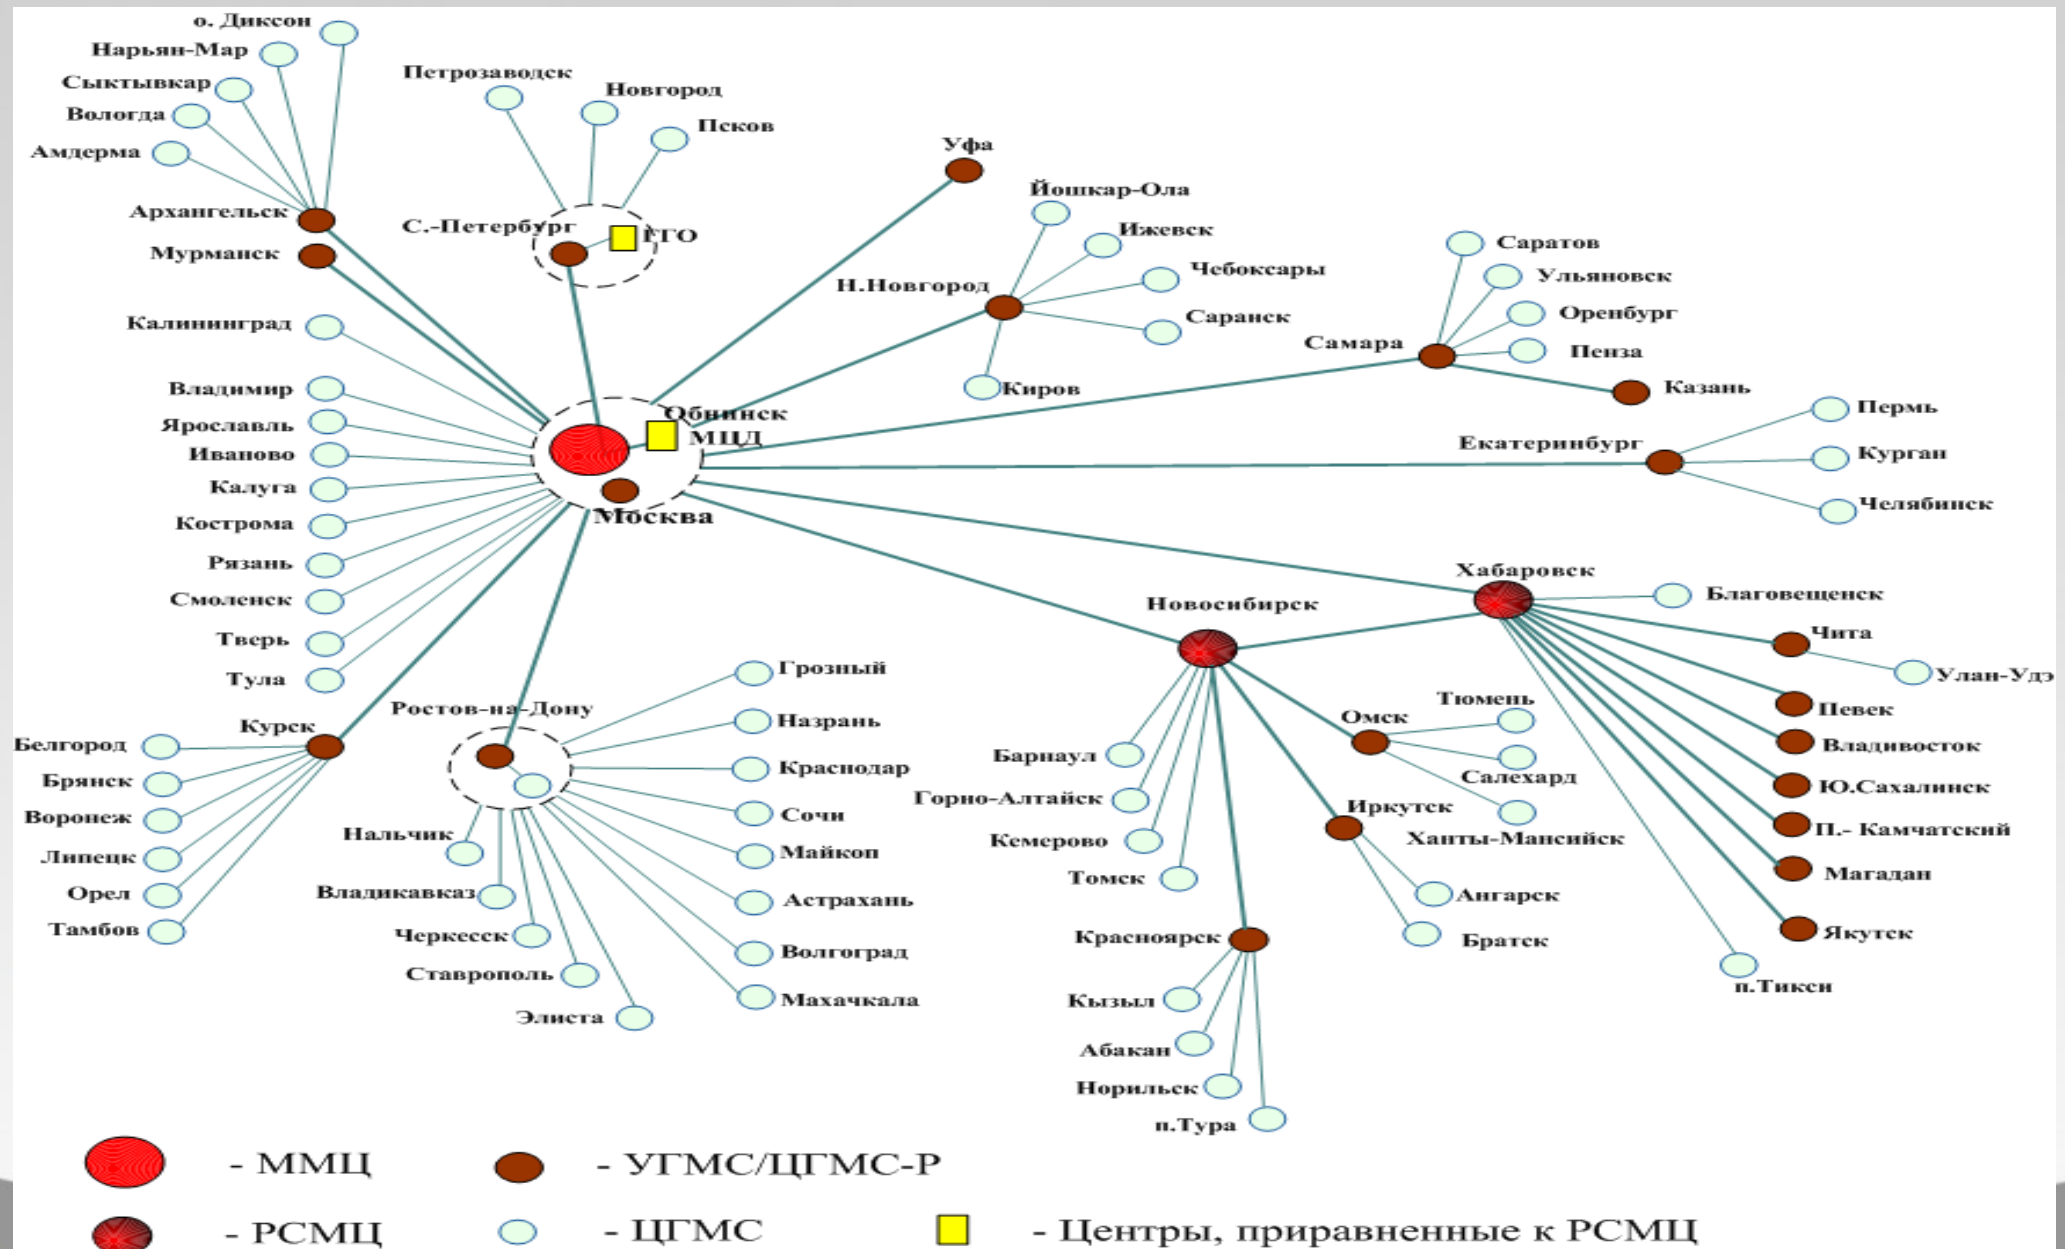 о. Диксон
Нарьян-Мар
Сыктывкар
Вологда
Амдерма
Архангельск
Мурманск
Петрозаводск
Новгород
Псков
С.-Петербург
ГГО
Уфа
Йошкар-Ола
Ижевск
Чебоксары
Н.Новгород
Саранск
Киров
Саратов
Ульяновск
Оренбург
Самара
Пенза
Казань
Пермь
Екатеринбург
Курган
Челябинск
Калининград
Владимир
Ярославль
Иваново
Калуга
Кострома
Рязань
Смоленск
Тверь
Тула
Обнинск
МЦД
Москва
Курск
Белгород
Брянск
Воронеж
Липецк
Орел
Тамбов
Ростов-на-Дону
Грозный
Назрань
Краснодар
Сочи
Майкоп
Астрахань
Волгоград
Махачкала
Нальчик
Владикавказ
Черкесск
Ставрополь
Элиста
Новосибирск
Хабаровск
Благовещенск
Чита
Улан-Удэ
Певек
Владивосток
Ю.Сахалинск
П.- Камчатский
Магадан
Якутск
п.Тикси
Тюмень
Омск
Салехард
Ханты-Мансийск
Иркутск
Ангарск
Братск
Барнаул
Горно-Алтайск
Кемерово
Томск
Красноярск
Кызыл
Абакан
Норильск
п.Тура
- ММЦ
- УГМС/ЦГМС-Р
- РСМЦ
- ЦГМС
- Центры, приравненные к РСМЦ